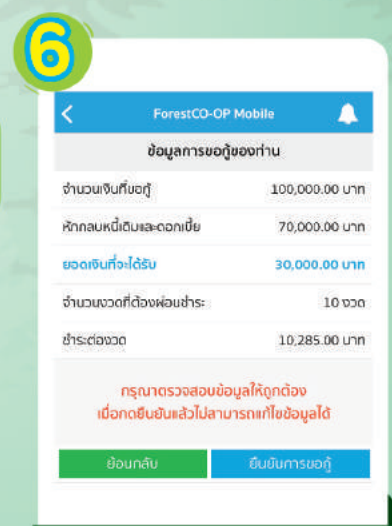 6
ForestCO-OP Mobile
ข้อมูลการขอกู้ของท่าน
จำนวนเงินที่ขอกู้ 100,000.00 บาท
หักกลบหนี้เดิมและดอกเบี้ย 70,000.00 บาท
ยอดเงินที่จะได้รับ 30,000.00 บาท
จำนวนงวดที่ต้องผ่อนชำระ 10 งวด
ชำระต่องวด 10,285.00 บาท
กรุณาตรวจสอบข้อมูลให้ถูกต้อง
เมื่อกดยืนยันแล้วไม่สามารถแก้ไขข้อมูลได้
ย้อนกลับ ยืนยันการขอกู้